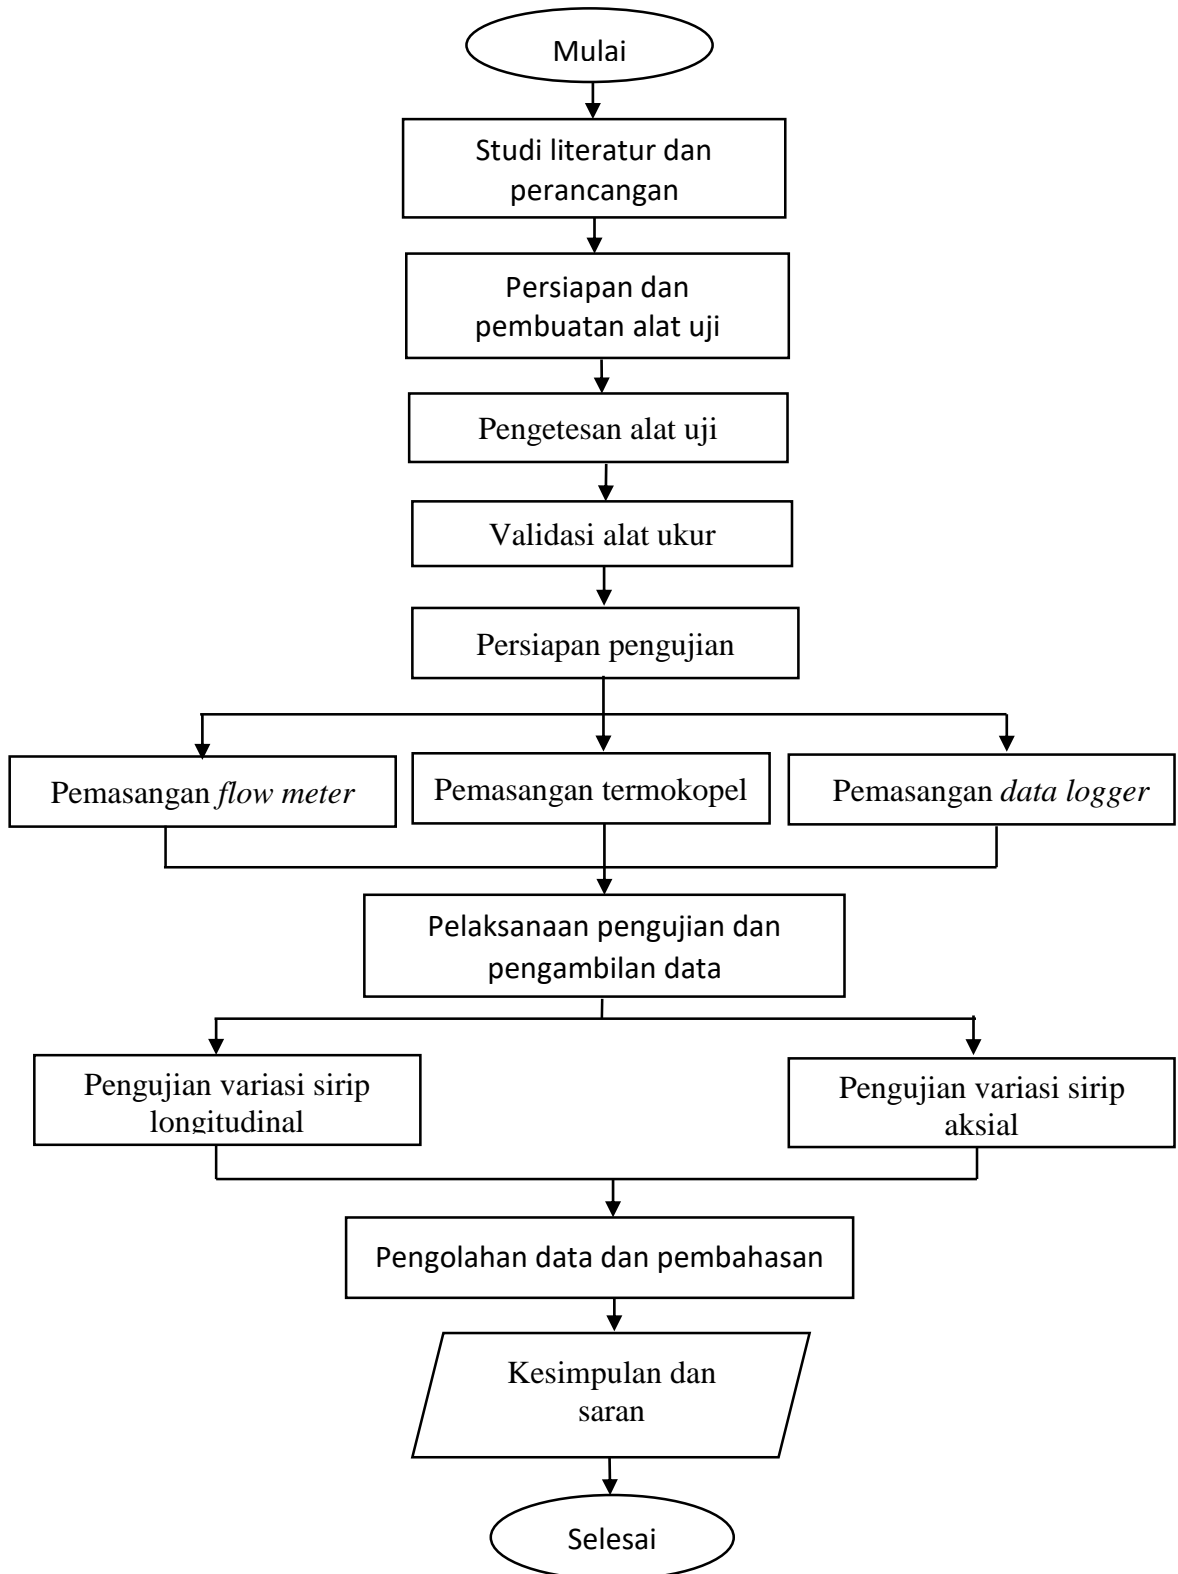 Mulai
Studi literatur dan
perancangan
Persiapan dan
pembuatan alat uji
Pengetesan alat uji
Validasi alat ukur
Persiapan pengujian
Pemasangan flow meter
Pemasangan termokopel
Pemasangan data logger
Pelaksanaan pengujian dan
pengambilan data
Pengujian variasi sirip
longitudinal
Pengujian variasi sirip
aksial
Pengolahan data dan pembahasan
Kesimpulan dan
saran
Selesai